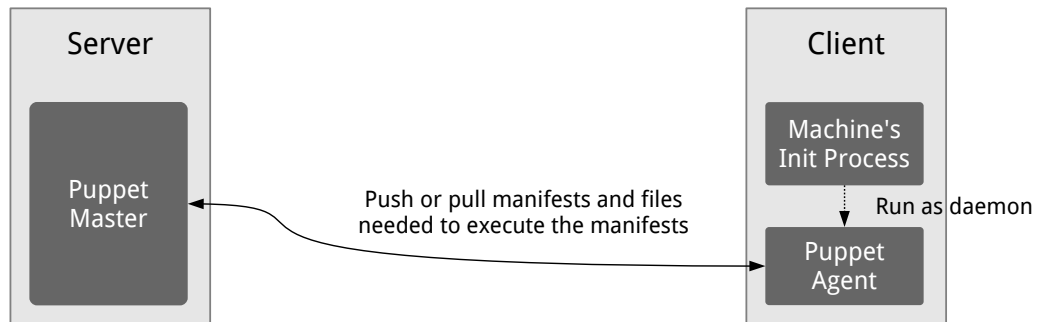 Server
Puppet
Master
Push or pull manifests and files
needed to execute the manifests
Client
Machine's
Init Process
Run as daemon
Puppet
Agent